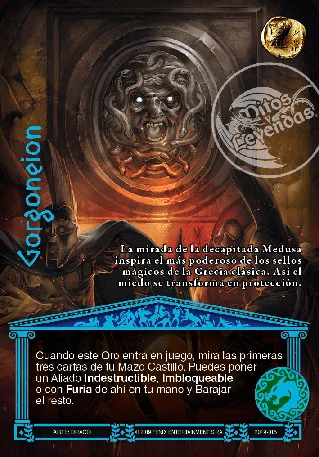 Mitos y
Leyendas
Gorgoneion
La mirada de la decapitada Medusa
inspira el más poderoso de los sellos
mágicos de la Grecia clásica. Así el
miedo se transforma en protección.
Cuando este Oro entra en juego, mira las primeras
tres cartas de tu Mazo Castillo. Puedes poner
un Aliado Indestructible, Imbloqueable
o con Furia de ahí en tu mano y Barajar
el resto.